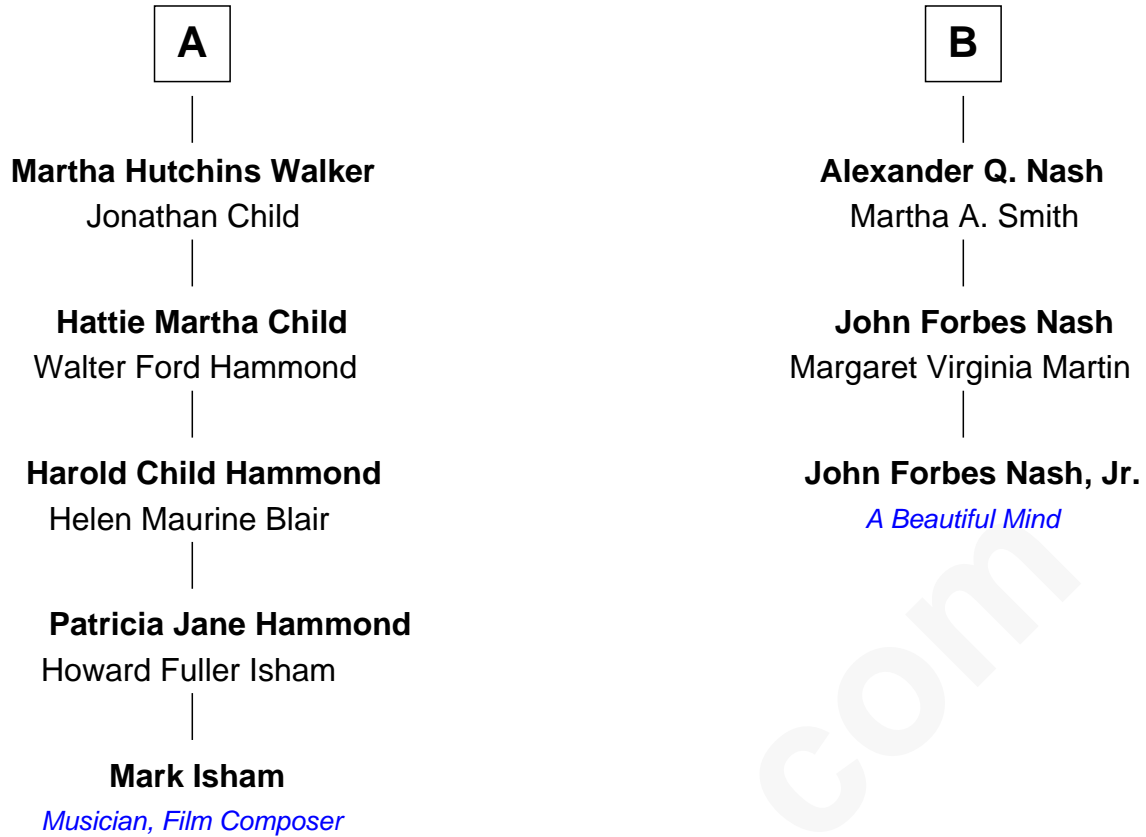 A
Martha Hutchins Walker
Jonathan Child
Hattie Martha Child
Walter Ford Hammond
Harold Child Hammond
Helen Maurine Blair
Patricia Jane Hammond
Howard Fuller Isham
Mark Isham
Musician, Film Composer
B
Alexander Q. Nash
Martha A. Smith
John Forbes Nash
Margaret Virginia Martin
John Forbes Nash, Jr.
A Beautiful Mind
com